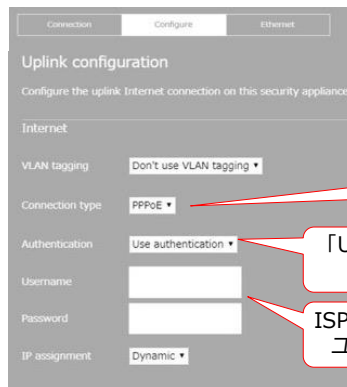 Connection Configure Ethernet
Uplink configuration
Configure the uplink Internet connection on this security appliance
Internet
VLAN tagging Don't use VLAN tagging
Connection type PPPoE
Authentication Use authentication
「U
Username
ISP
ユ
Password
IP assignment Dynamic